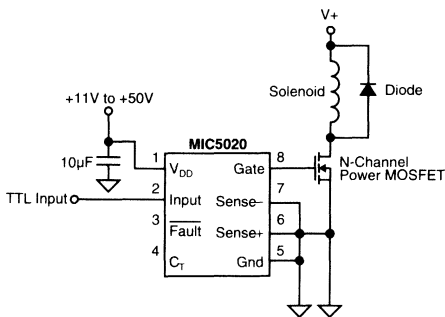 V+
Solenoid
Diode
+11V to +50V
10µF
MIC5020
1
V_DD
Gate
8
N-Channel
Power MOSFET
TTL Input
2
Input
Sense–
7
3
Fault
Sense+
6
4
C_T
Gnd
5